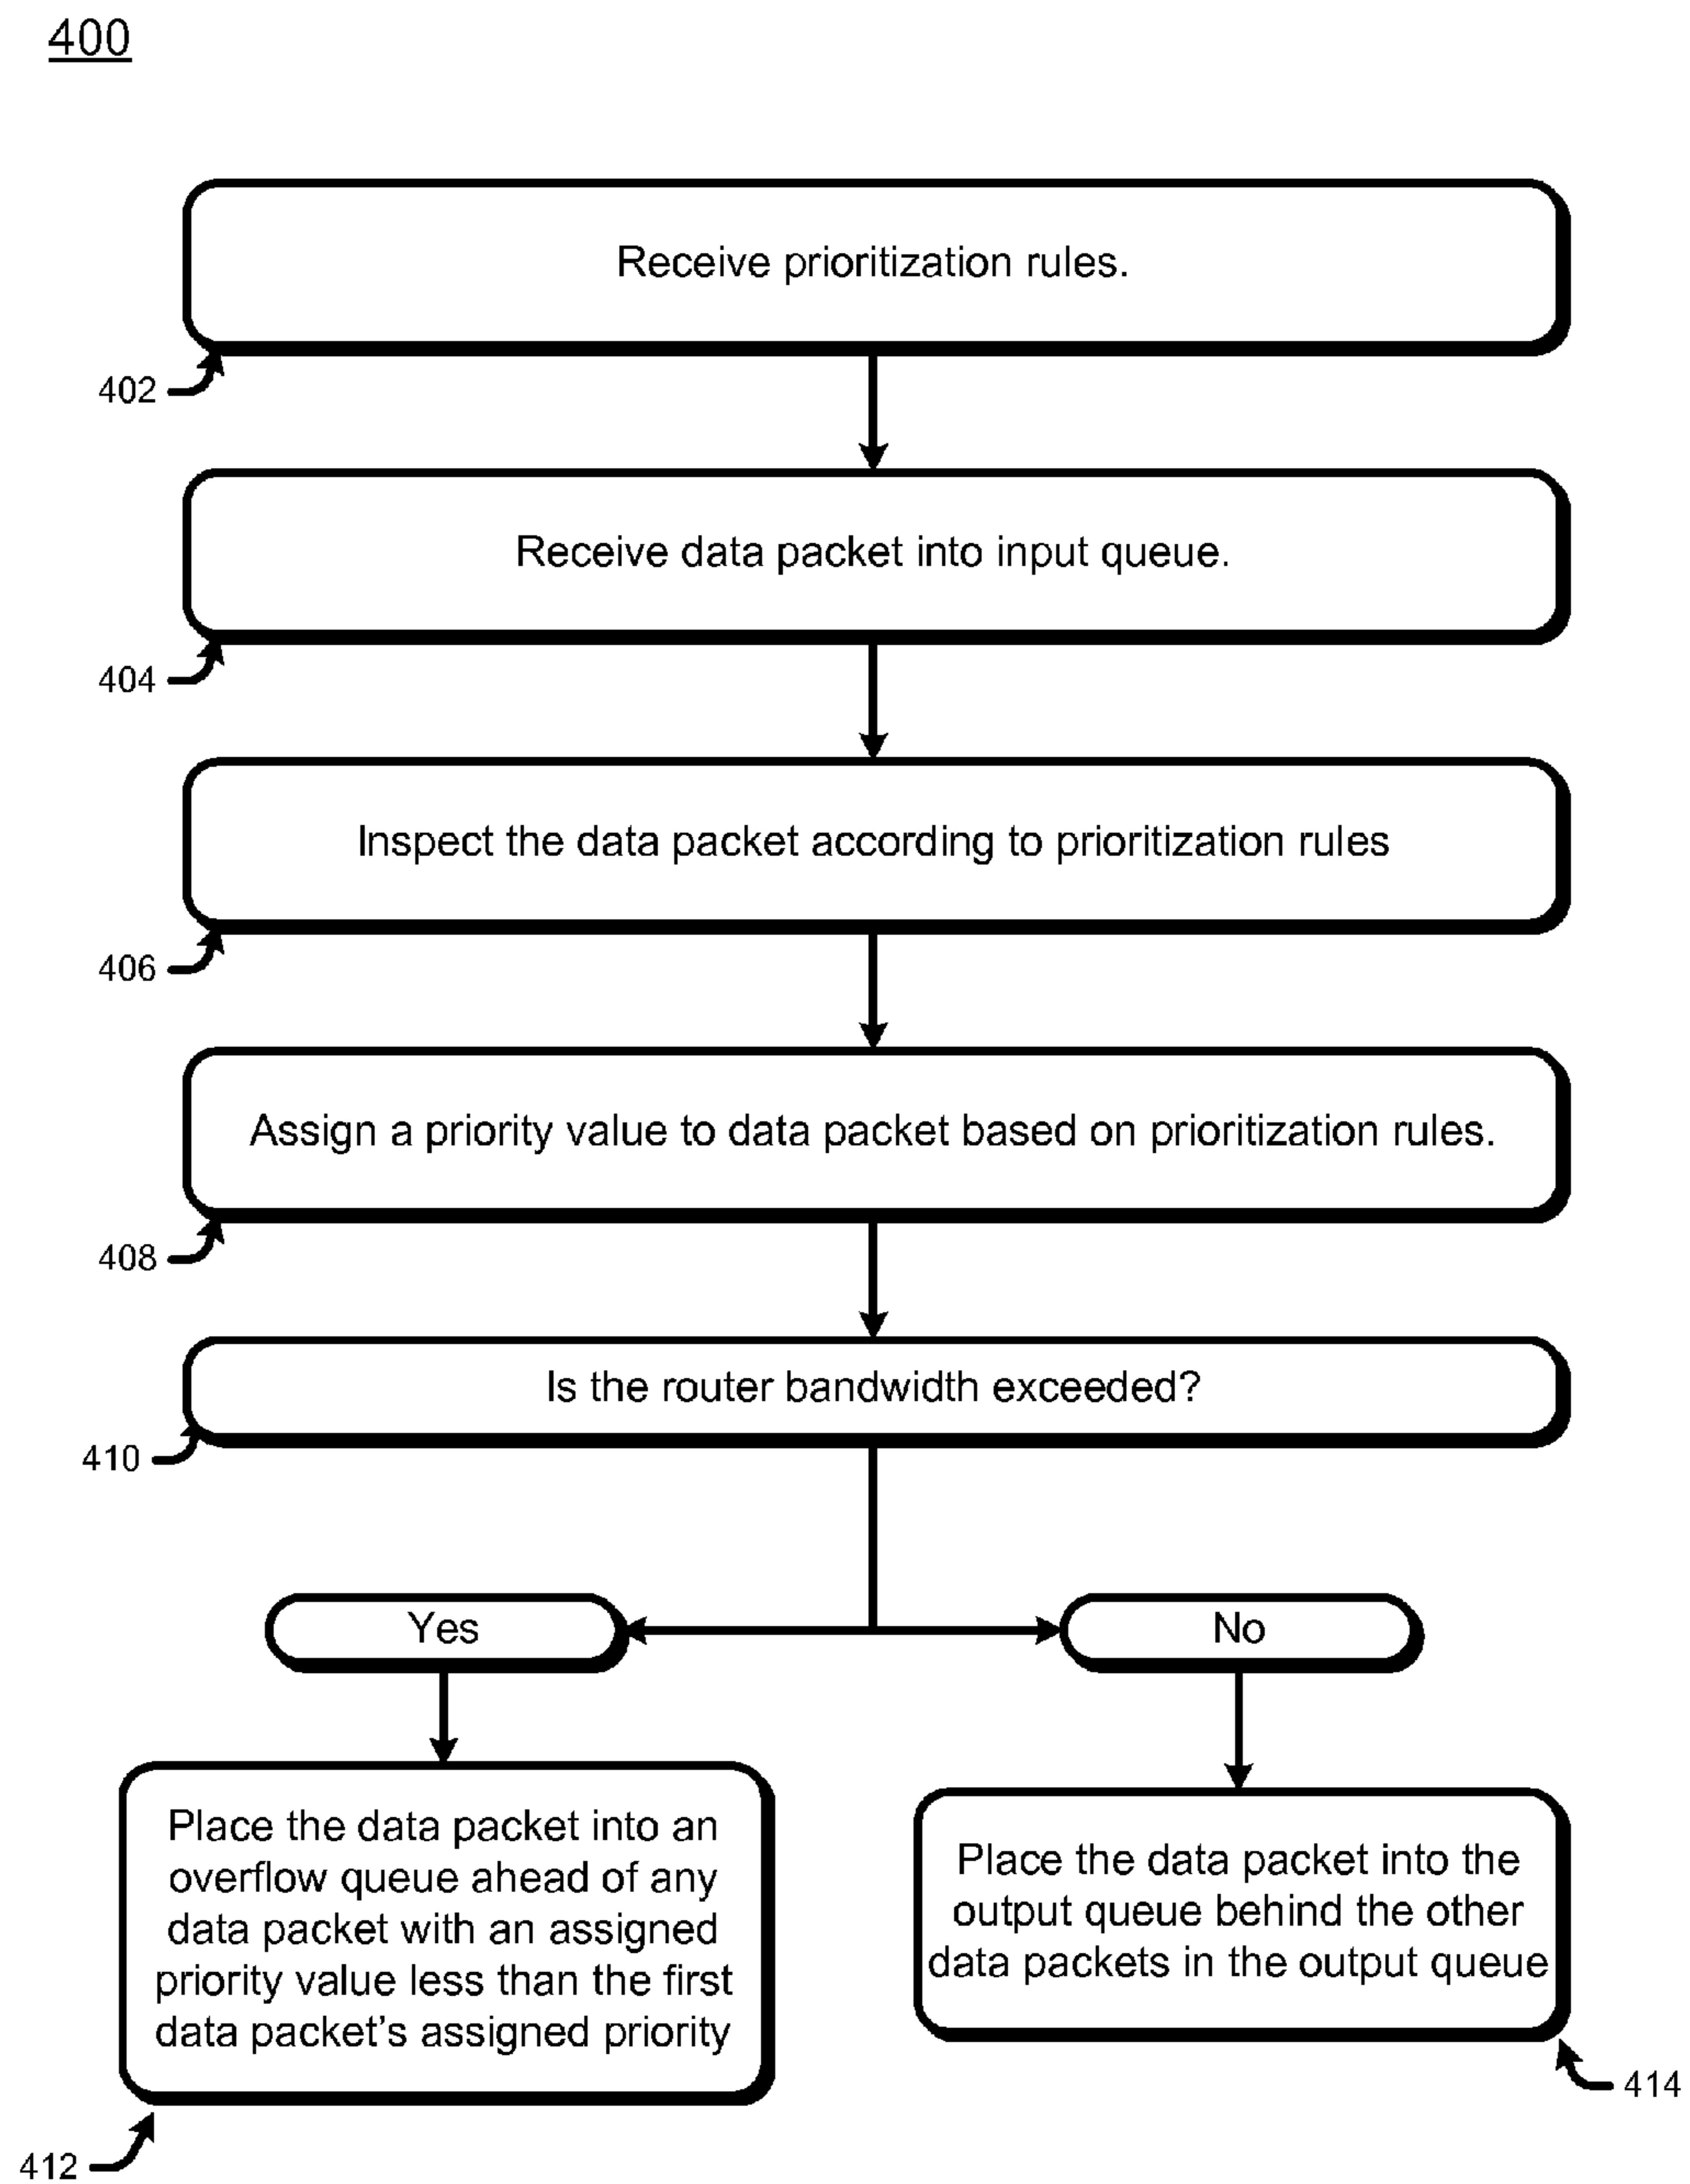 400
Receive prioritization rules.
402
Receive data packet into input queue.
404
Inspect the data packet according to prioritization rules
406
Assign a priority value to data packet based on prioritization rules.
408
Is the router bandwidth exceeded?
410
Yes
No
Place the data packet into an
overflow queue ahead of any
data packet with an assigned
priority value less than the first
data packet’s assigned priority
412
Place the data packet into the
output queue behind the other
data packets in the output queue
414